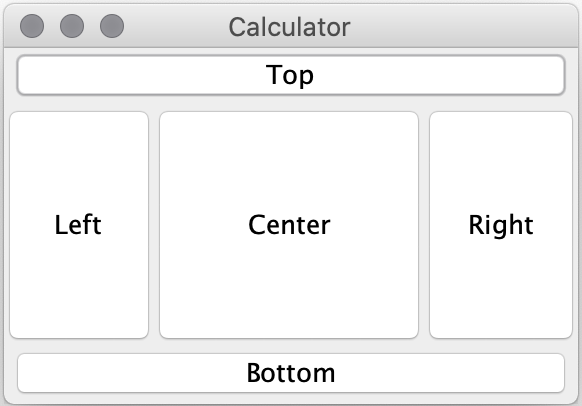 Calculator
Top
Left
Center
Right
Bottom